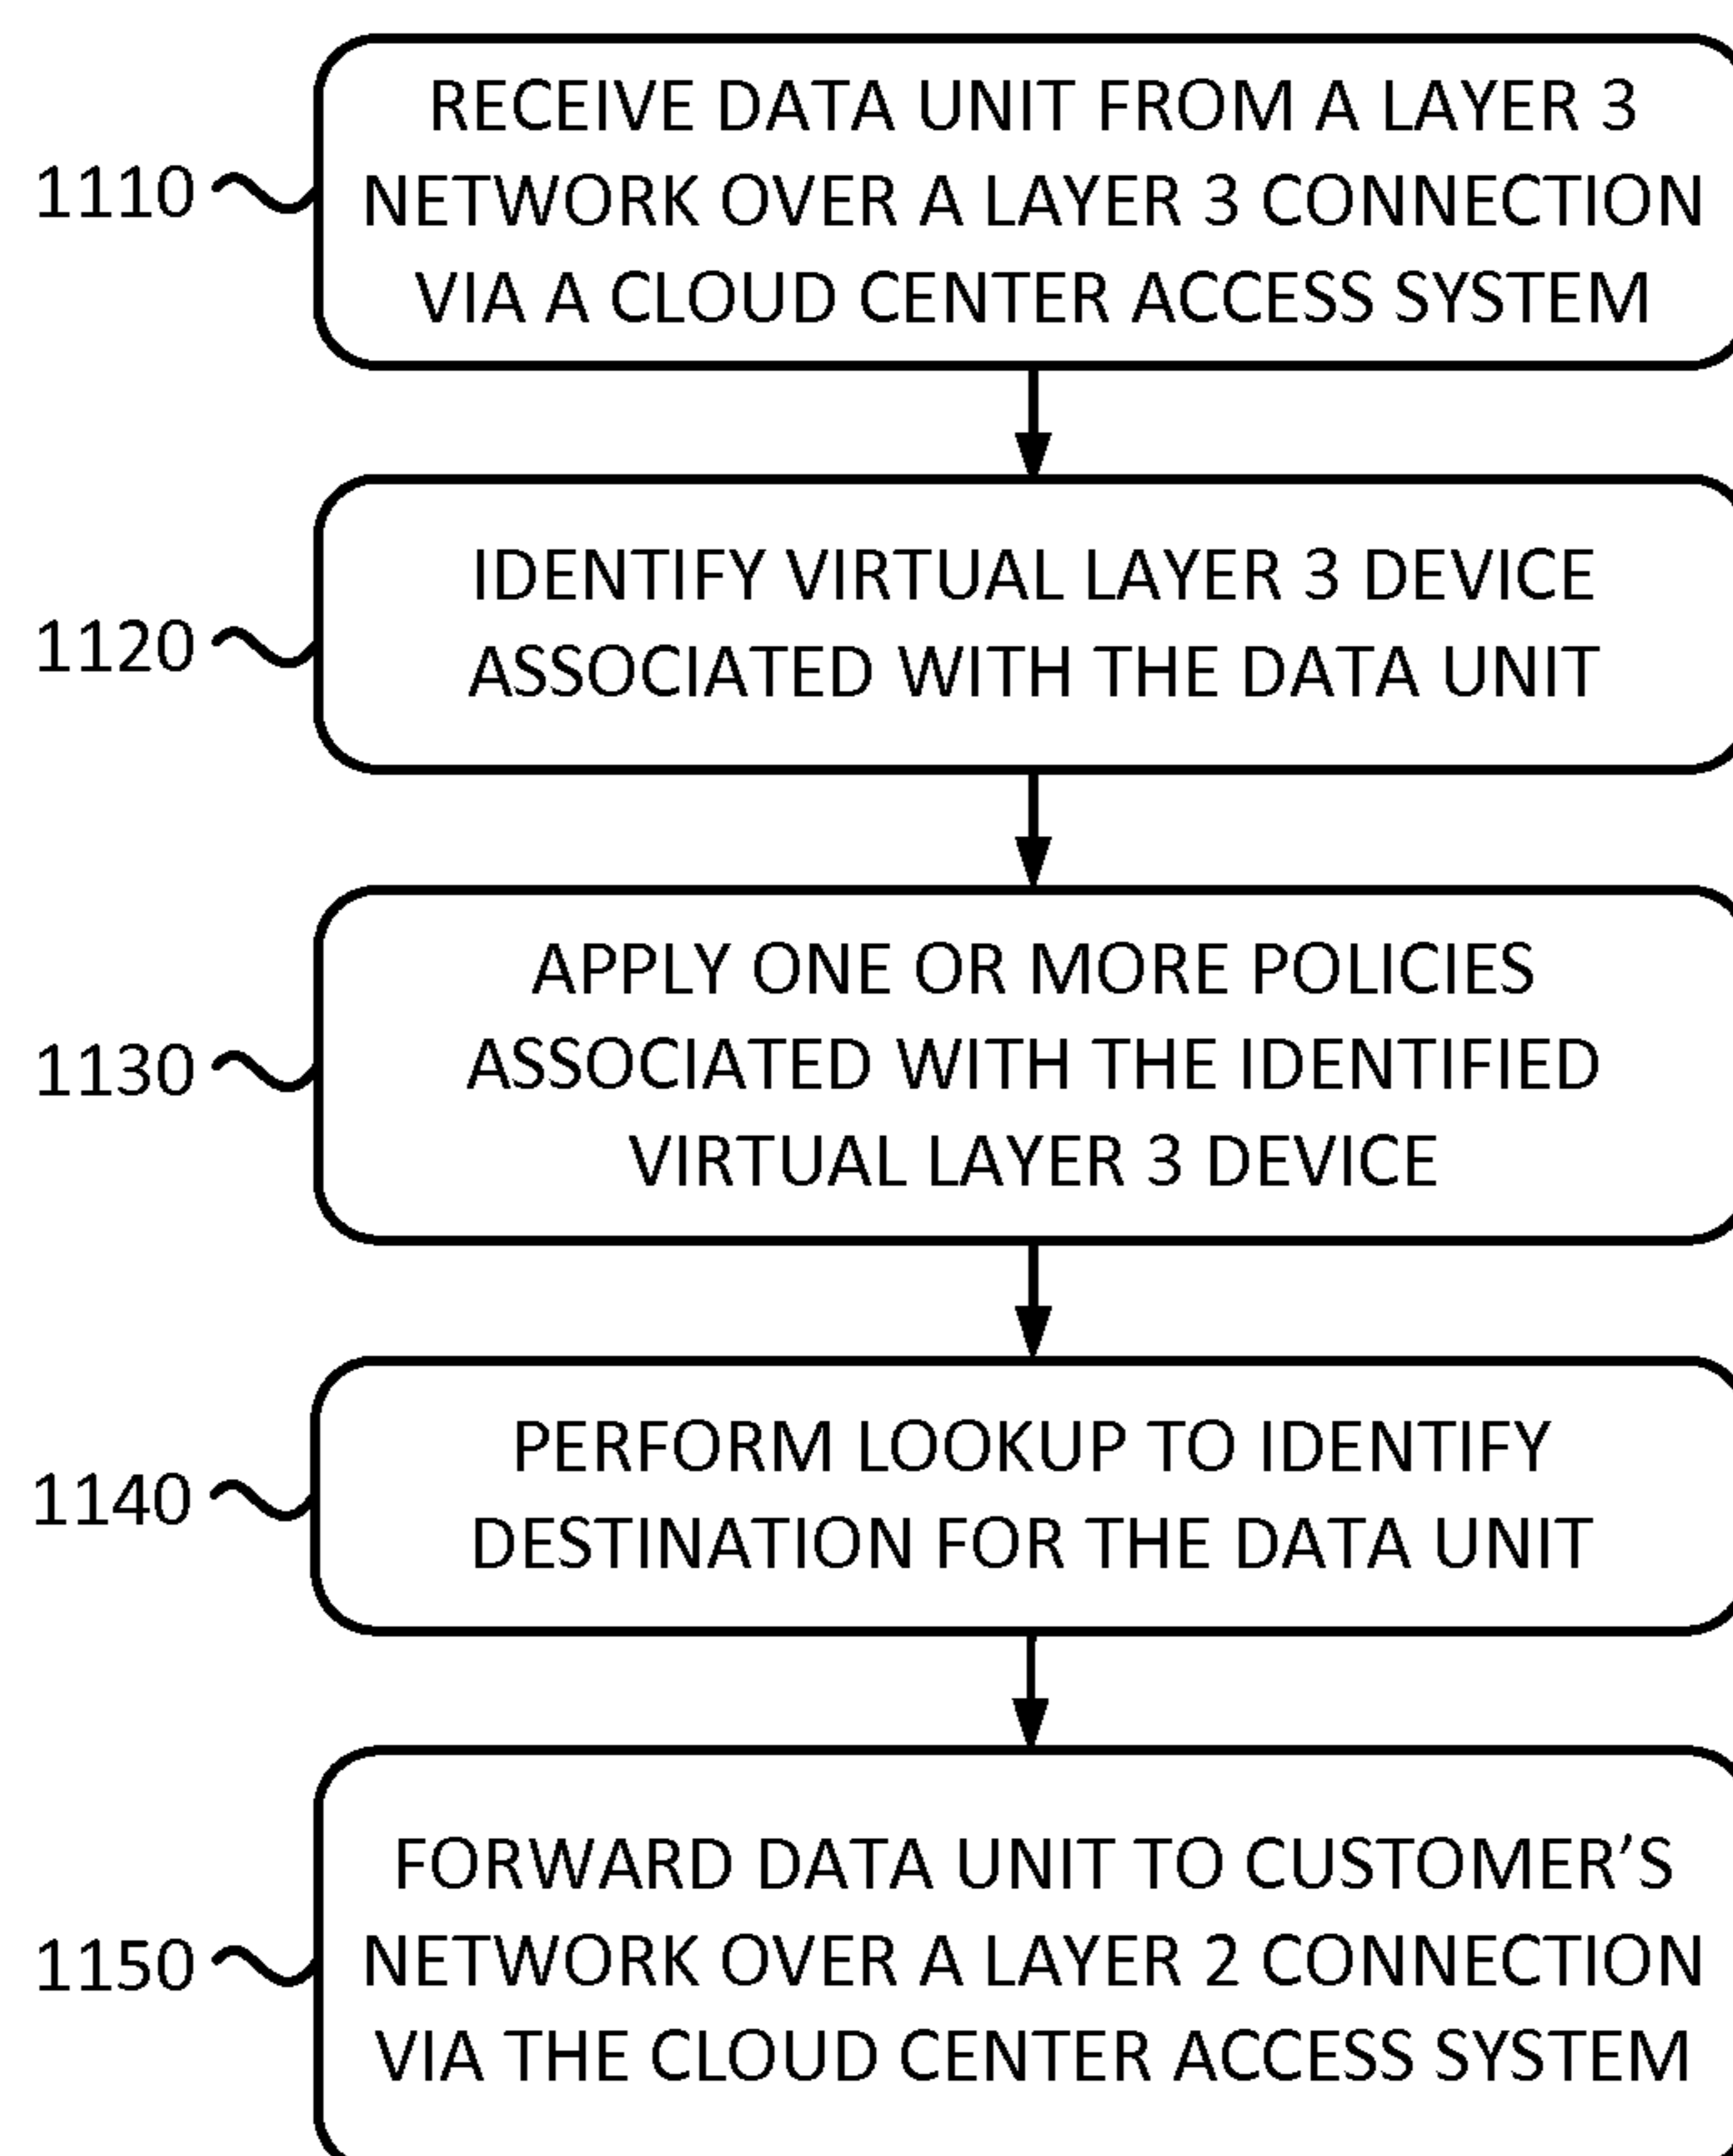 1110
RECEIVE DATA UNIT FROM A LAYER 3
NETWORK OVER A LAYER 3 CONNECTION
VIA A CLOUD CENTER ACCESS SYSTEM
1120
IDENTIFY VIRTUAL LAYER 3 DEVICE
ASSOCIATED WITH THE DATA UNIT
1130
APPLY ONE OR MORE POLICIES
ASSOCIATED WITH THE IDENTIFIED
VIRTUAL LAYER 3 DEVICE
1140
PERFORM LOOKUP TO IDENTIFY
DESTINATION FOR THE DATA UNIT
1150
FORWARD DATA UNIT TO CUSTOMER’S
NETWORK OVER A LAYER 2 CONNECTION
VIA THE CLOUD CENTER ACCESS SYSTEM